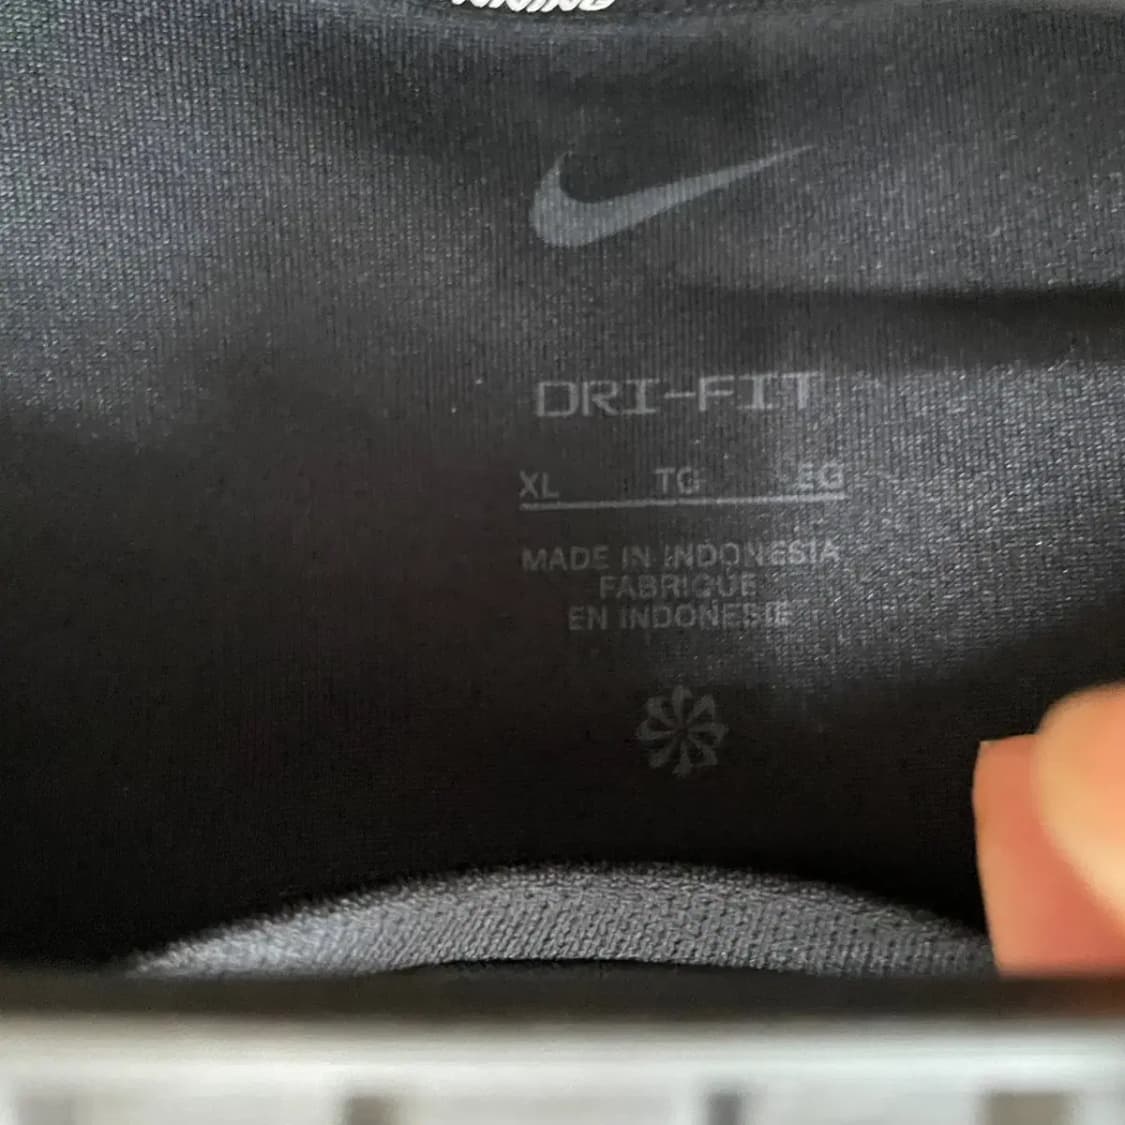 DRI-FIT
XL TG EG
MADE IN INDONESIA
FABRIQUE
EN INDONESIE